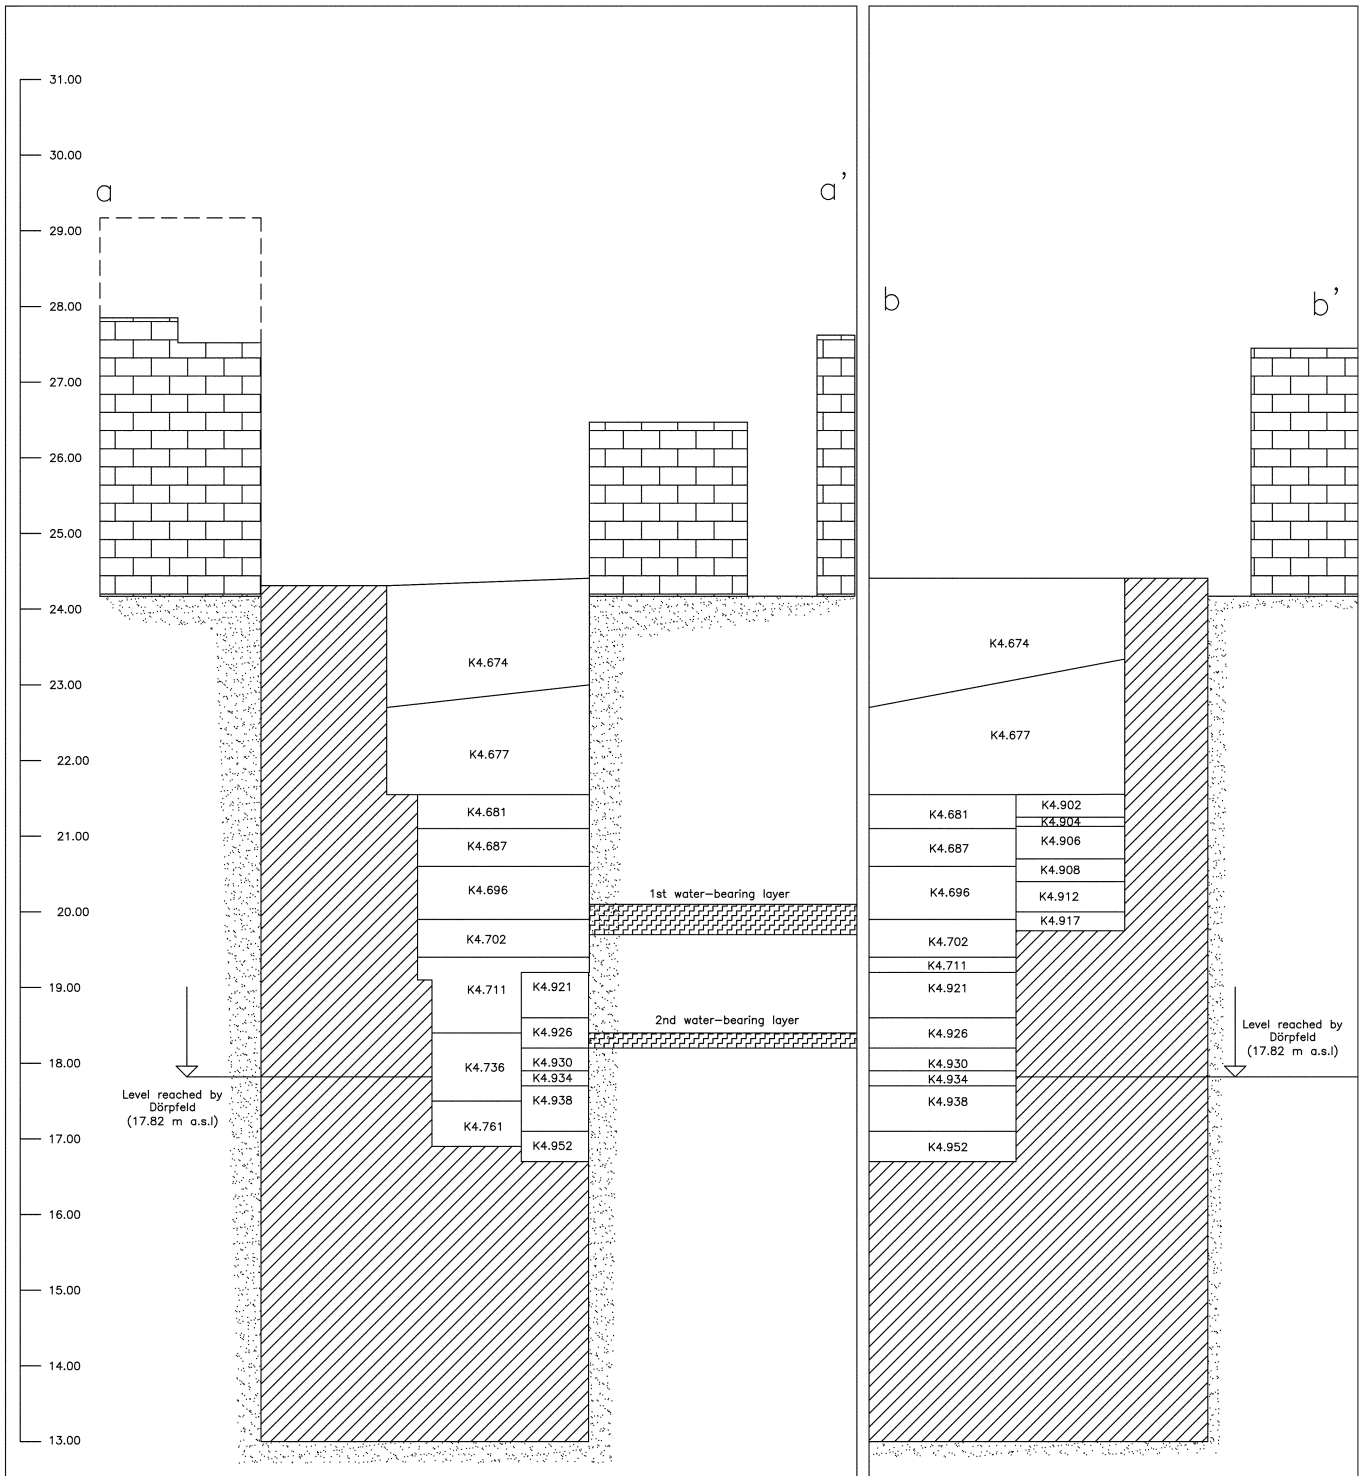 31.00
30.00
29.00
28.00
27.00
26.00
25.00
24.00
23.00
22.00
21.00
20.00
19.00
18.00
17.00
16.00
15.00
14.00
13.00
a
a'
K4.674
K4.677
K4.681
K4.687
K4.696
K4.702
K4.711
K4.921
K4.926
K4.736
K4.930
K4.934
K4.938
K4.761
K4.952
1st water-bearing layer
2nd water-bearing layer
Level reached by
Dörpfeld
(17.82 m a.s.l)
b
b'
K4.674
K4.677
K4.681
K4.902
K4.904
K4.687
K4.906
K4.908
K4.696
K4.912
K4.917
K4.702
K4.711
K4.921
K4.926
K4.930
K4.934
K4.938
K4.952
Level reached by
Dörpfeld
(17.82 m a.s.l)